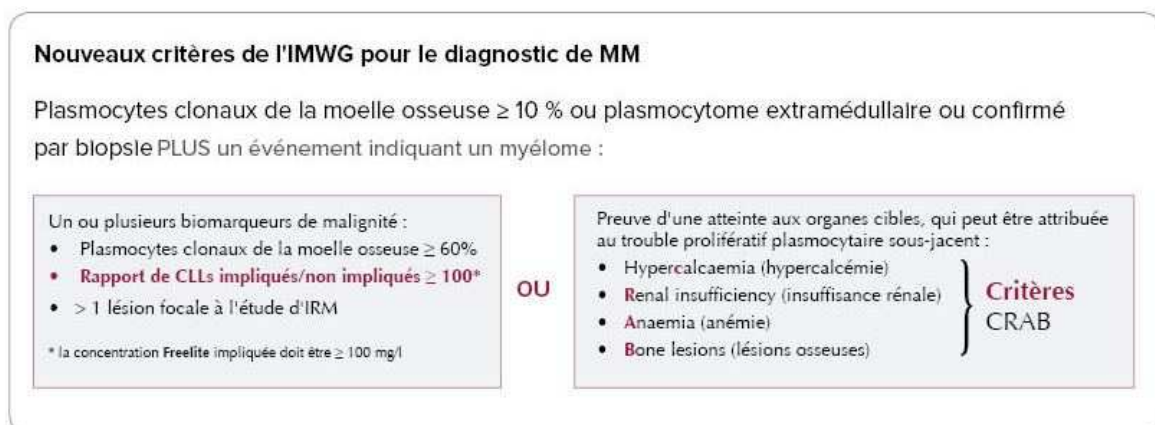 Nouveaux critères de l'IMWG pour le diagnostic de MM
Plasmocytes clonaux de la moelle osseuse ≥ 10 % ou plasmocytome extramédullaire ou confirmé
par biopsie PLUS un événement indiquant un myélome :
Un ou plusieurs biomarqueurs de malignité :
• Plasmocytes clonaux de la moelle osseuse ≥ 60%
• Rapport de CLLs impliqués/non impliqués ≥ 100*
• > 1 lésion focale à l'étude d'IRM
* la concentration Freelite impliquée doit être ≥ 100 mg/l
OU
Preuve d'une atteinte aux organes cibles, qui peut être attribuée
au trouble prolifératif plasmocytaire sous-jacent :
• Hypercalcaemia (hypercalcémie)
• Renal insufficiency (insuffisance rénale)
• Anaemia (anémie)
• Bone lesions (lésions osseuses)
Critères
CRAB